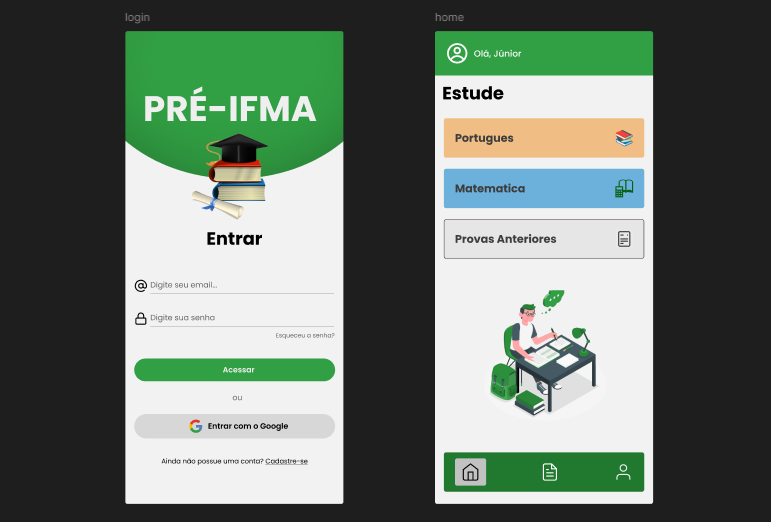 login
PRÉ-IFMA
Entrar
Digite seu email...
Digite sua senha
Esqueceu a senha?
Acessar
ou
Entrar com o Google
Ainda não possue uma conta? Cadastre-se
home
Olá, Júnior
Estude
Portugues
Matematica
Provas Anteriores